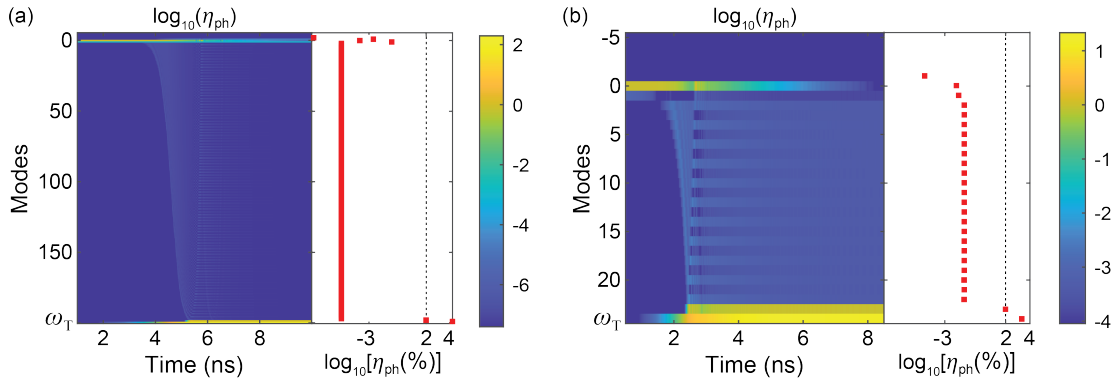 (a)
log₁₀(ηₚₕ)
Modes
0
50
100
150
ω_T
2
4
6
8
Time (ns)
-3
2
4
log₁₀[ηₚₕ(%)]
2
0
-2
-4
-6
(b)
log₁₀(ηₚₕ)
Modes
-5
0
5
10
15
20
ω_T
2
4
6
8
Time (ns)
-3
2
4
log₁₀[ηₚₕ(%)]
1
0
-1
-2
-3
-4